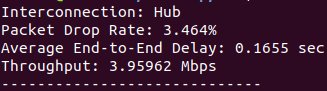 Interconnection: Hub
Packet Drop Rate: 3.464%
Average End-to-End Delay: 0.1655 sec
Throughput: 3.95962 Mbps
-----------------------------